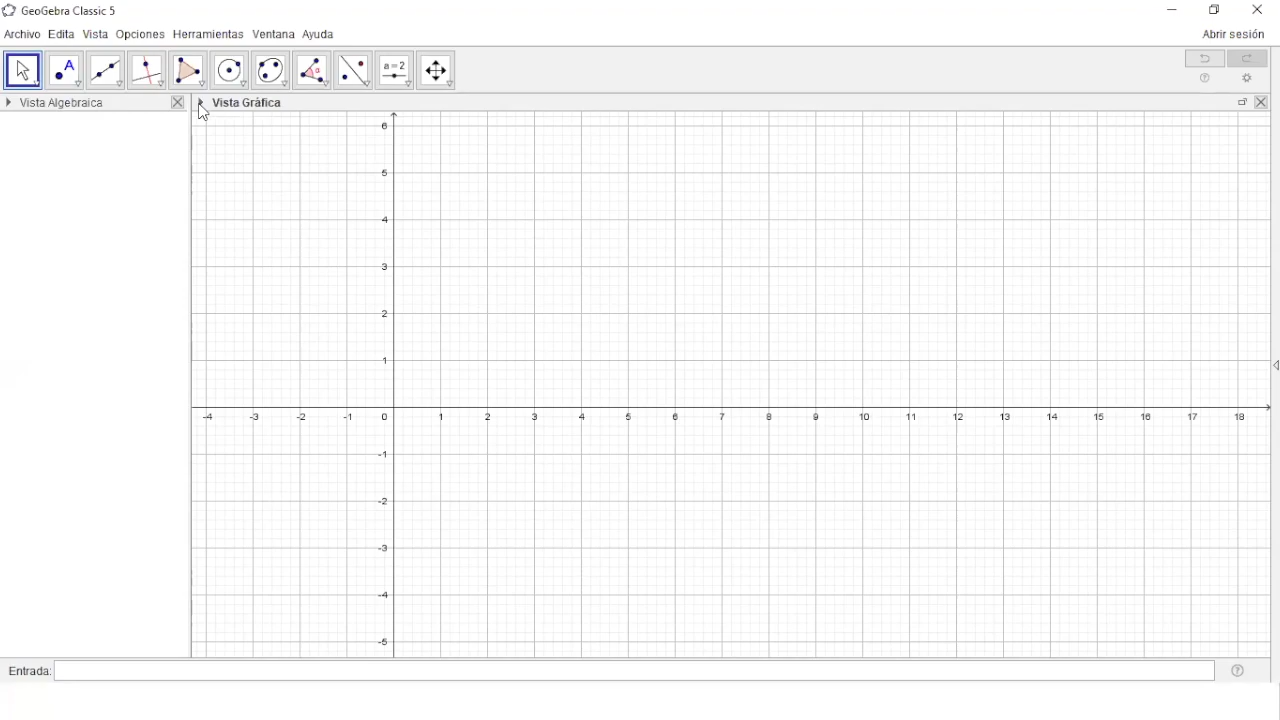 GeoGebra Classic 5
Archivo Edita Vista Opciones Herramientas Ventana Ayuda
Abrir sesión
A
α
a=2
Vista Algebraica
Vista Gráfica
6
5
4
3
2
1
-4 -3 -2 -1 0 1 2 3 4 5 6 7 8 9 10 11 12 13 14 15 16 17 18
-1
-2
-3
-4
-5
Entrada: